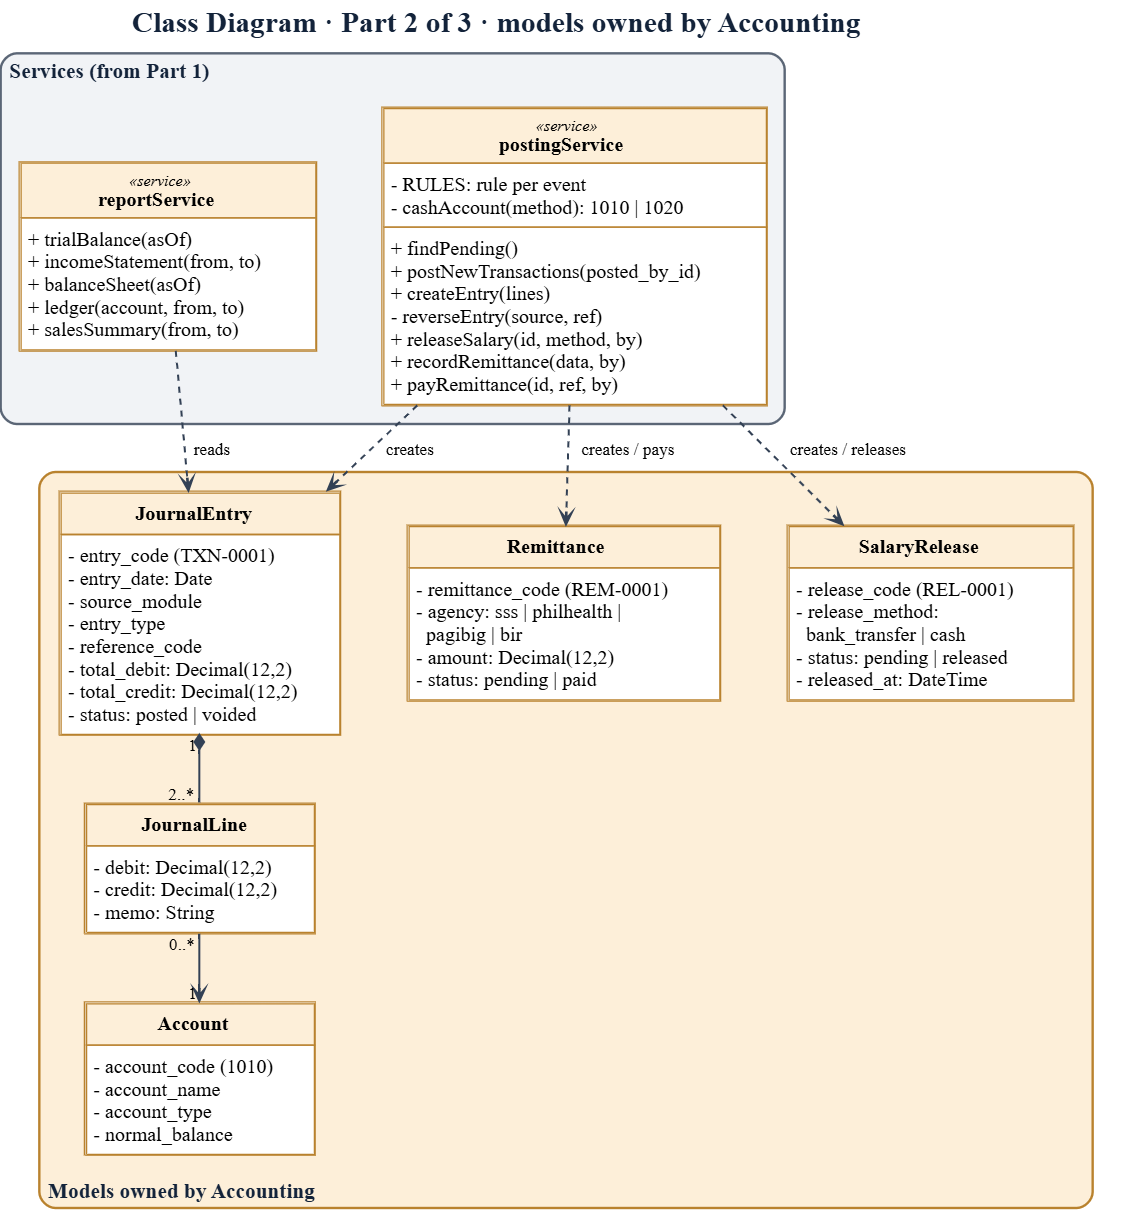 Class Diagram · Part 2 of 3 · models owned by Accounting
Services (from Part 1)
«service»
reportService
+ trialBalance(asOf)
+ incomeStatement(from, to)
+ balanceSheet(asOf)
+ ledger(account, from, to)
+ salesSummary(from, to)
«service»
postingService
- RULES: rule per event
- cashAccount(method): 1010 | 1020
+ findPending()
+ postNewTransactions(posted_by_id)
+ createEntry(lines)
- reverseEntry(source, ref)
+ releaseSalary(id, method, by)
+ recordRemittance(data, by)
+ payRemittance(id, ref, by)
reads
creates
creates / pays
creates / releases
JournalEntry
- entry_code (TXN-0001)
- entry_date: Date
- source_module
- entry_type
- reference_code
- total_debit: Decimal(12,2)
- total_credit: Decimal(12,2)
- status: posted | voided
Remittance
- remittance_code (REM-0001)
- agency: sss | philhealth |
pagibig | bir
- amount: Decimal(12,2)
- status: pending | paid
SalaryRelease
- release_code (REL-0001)
- release_method:
bank_transfer | cash
- status: pending | released
- released_at: DateTime
1
2..*
JournalLine
- debit: Decimal(12,2)
- credit: Decimal(12,2)
- memo: String
0..*
1
Account
- account_code (1010)
- account_name
- account_type
- normal_balance
Models owned by Accounting